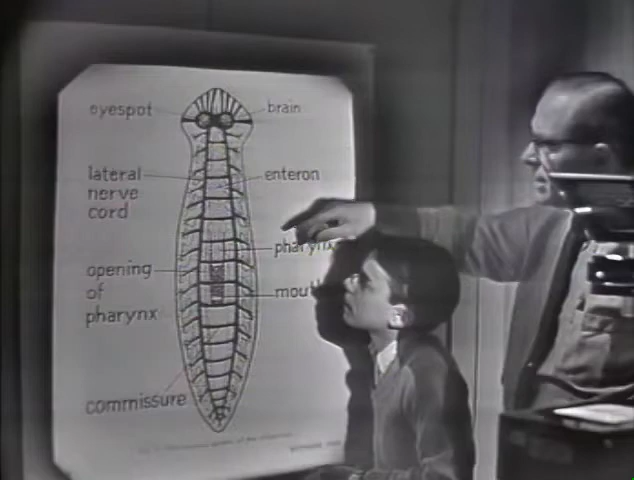 eyespot
brain
lateral
nerve
cord
enteron
pharynx
opening
of
pharynx
mouth
commissure